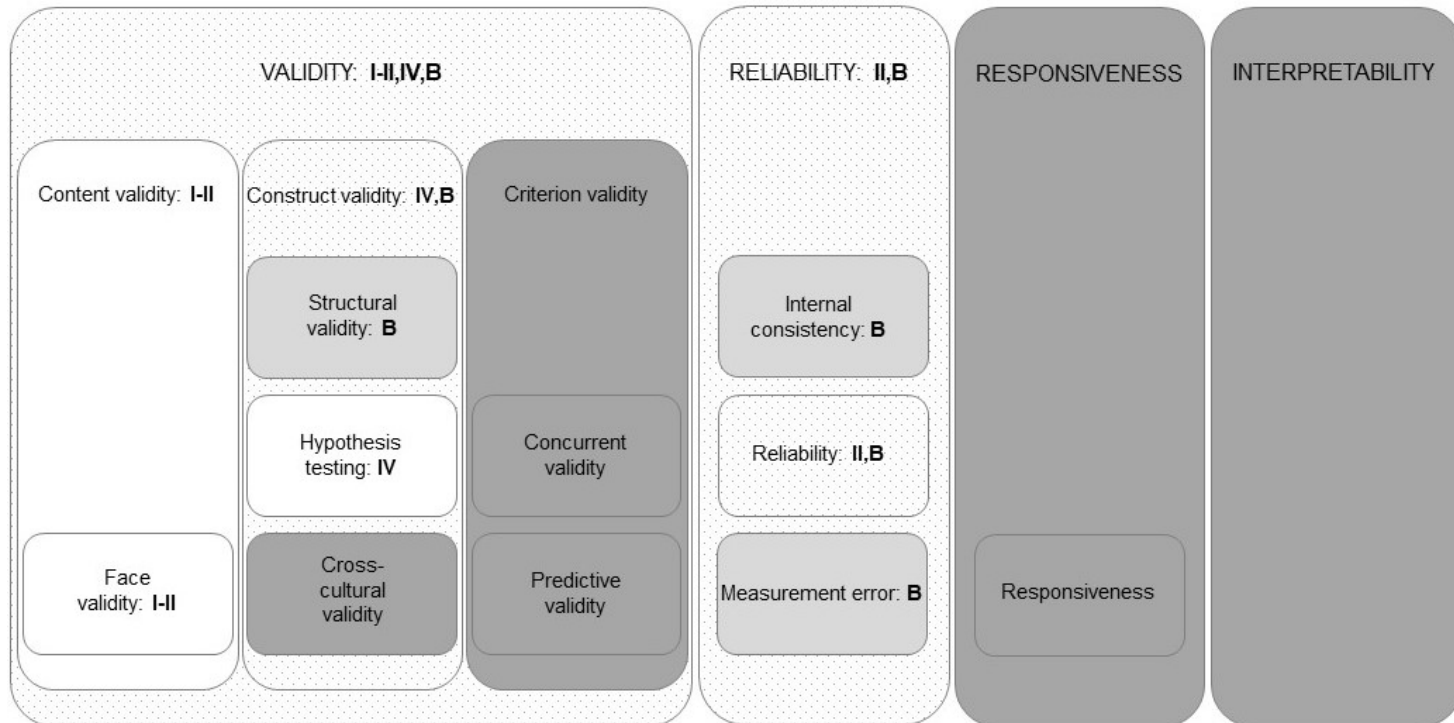 VALIDITY: I-II,IV,B
RELIABILITY: II,B
RESPONSIVENESS
INTERPRETABILITY
Content validity: I-II
Construct validity: IV,B
Criterion validity
Structural
validity: B
Internal
consistency: B
Hypothesis
testing: IV
Concurrent
validity
Reliability: II,B
Face
validity: I-II
Cross-
cultural
validity
Predictive
validity
Measurement error: B
Responsiveness